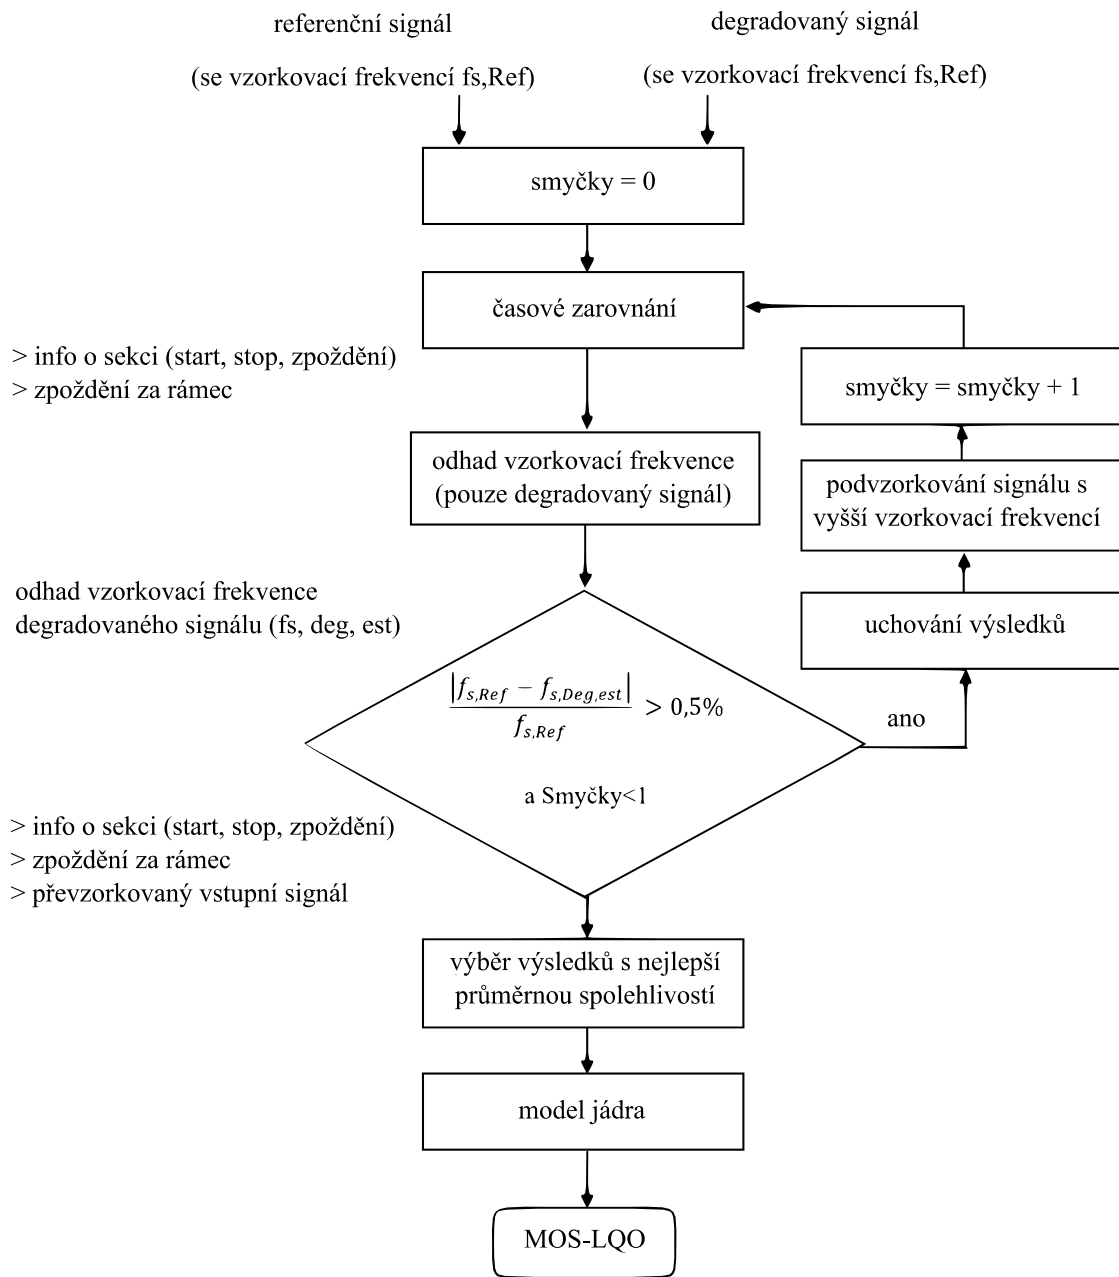 referenční signál
(se vzorkovací frekvencí fs,Ref)
degradovaný signál
(se vzorkovací frekvencí fs,Ref)
smyčky = 0
časové zarovnání
> info o sekci (start, stop, zpoždění)
> zpoždění za rámec
smyčky = smyčky + 1
odhad vzorkovací frekvence
(pouze degradovaný signál)
podvzorkování signálu s
vyšší vzorkovací frekvencí
odhad vzorkovací frekvence
degradovaného signálu (fs, deg, est)
uchování výsledků
|f_{s,Ref} − f_{s,Deg,est}|
f_{s,Ref}
> 0,5%
ano
a Smyčky<1
> info o sekci (start, stop, zpoždění)
> zpoždění za rámec
> převzorkovaný vstupní signál
výběr výsledků s nejlepší
průměrnou spolehlivostí
model jádra
MOS-LQO